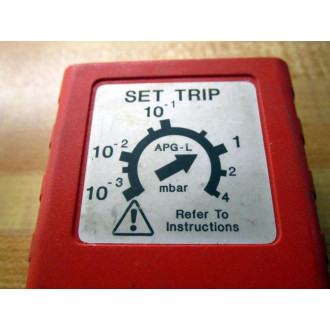 SET TRIP
10⁻¹
10⁻² APG-L 1
10⁻³ mbar 2
4
Refer To
Instructions